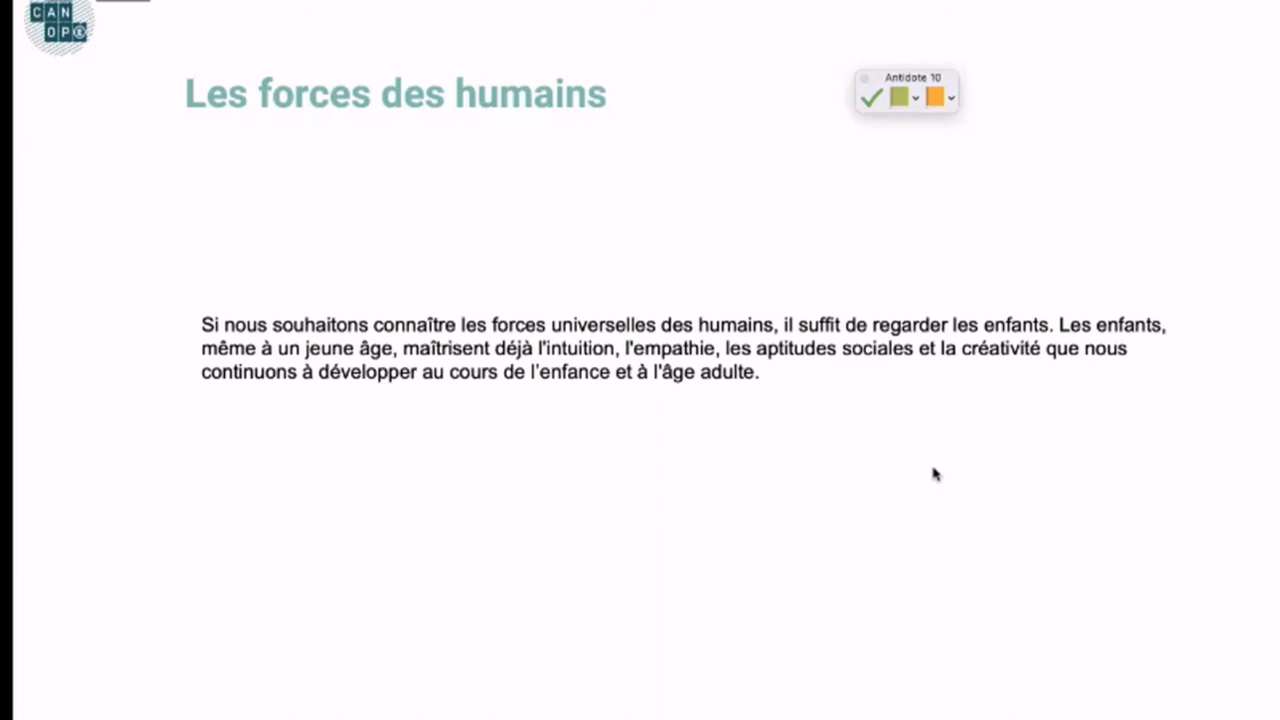 CAN
OPÉ
Les forces des humains
Antidote 10
Si nous souhaitons connaître les forces universelles des humains, il suffit de regarder les enfants. Les enfants,
même à un jeune âge, maîtrisent déjà l'intuition, l'empathie, les aptitudes sociales et la créativité que nous
continuons à développer au cours de l'enfance et à l'âge adulte.